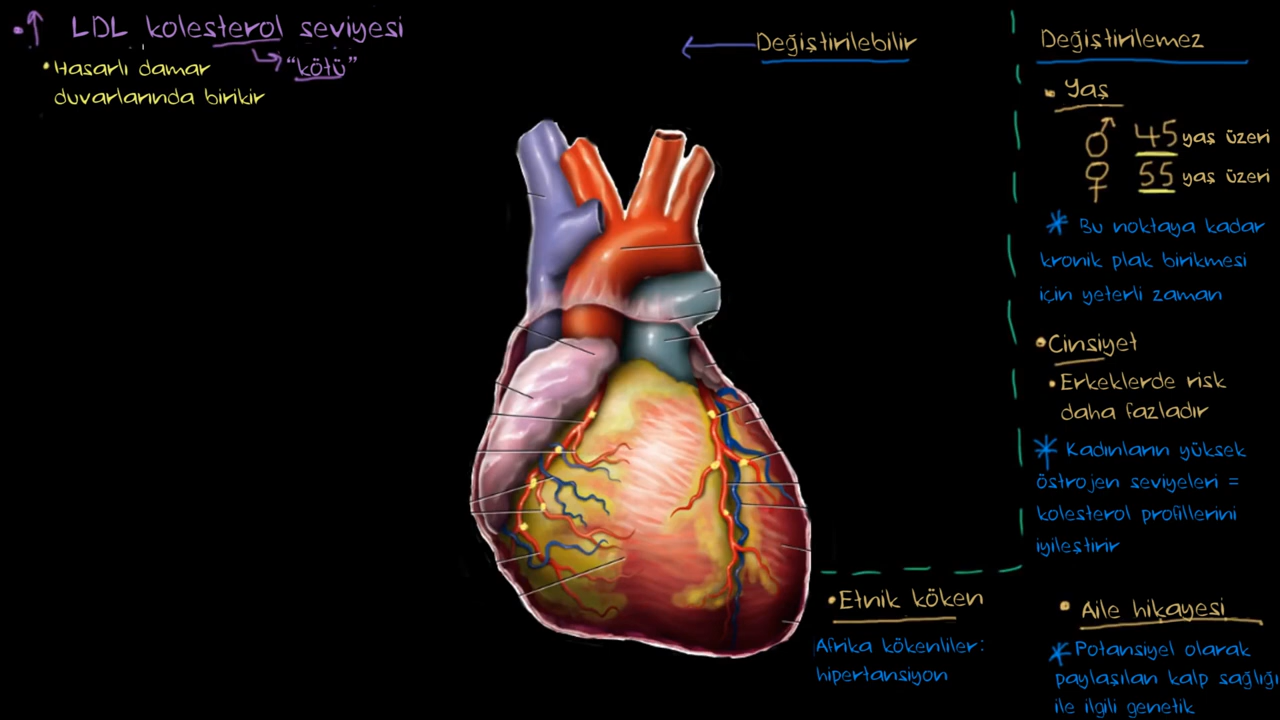 • ↑ LDL kolesterol seviyesi
"kötü"
• Hasarlı damar
duvarlarında birikir
Değiştirilebilir
Değiştirilemez
• Yaş
♂ 45 yaş üzeri
♀ 55 yaş üzeri
* Bu noktaya kadar
kronik plak birikmesi
için yeterli zaman
• Cinsiyet
• Erkeklerde risk
daha fazladır
* Kadınların yüksek
östrojen seviyeleri =
kolesterol profillerini
iyileştirir
• Etnik köken
Afrika kökenliler:
hipertansiyon
• Aile hikayesi
* Potansiyel olarak
paylaşılan kalp sağlığı
ile ilgili genetik